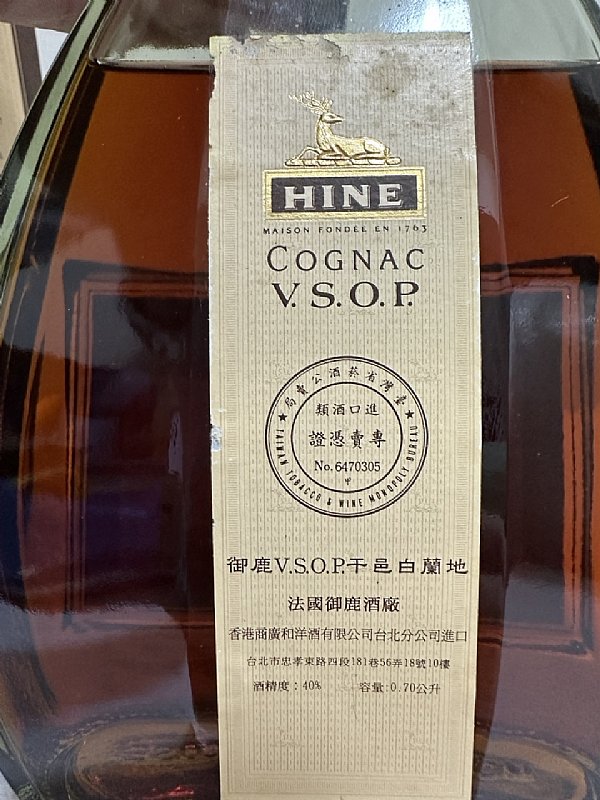 HINE
MAISON FONDÉE EN 1763
COGNAC
V.S.O.P.
臺灣省菸酒公賣局
進口酒類
專賣憑證
No.6470305
甲
★ TAIWAN TOBACCO & WINE MONOPOLY BUREAU ★
御鹿V.S.O.P.干邑白蘭地
法國御鹿酒廠
香港商廣和洋酒有限公司台北分公司進口
台北市忠孝東路四段181巷56弄18號10樓
酒精度：40% 容量:0.70公升